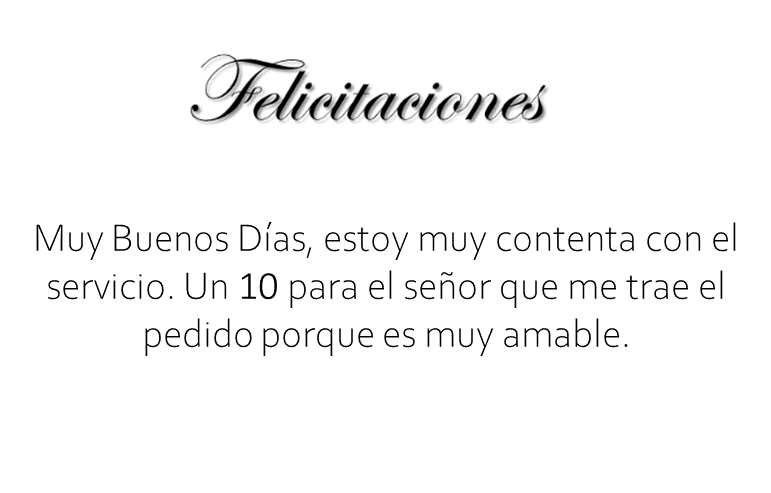 Felicitaciones
Muy Buenos Días, estoy muy contenta con el
servicio. Un 10 para el señor que me trae el
pedido porque es muy amable.